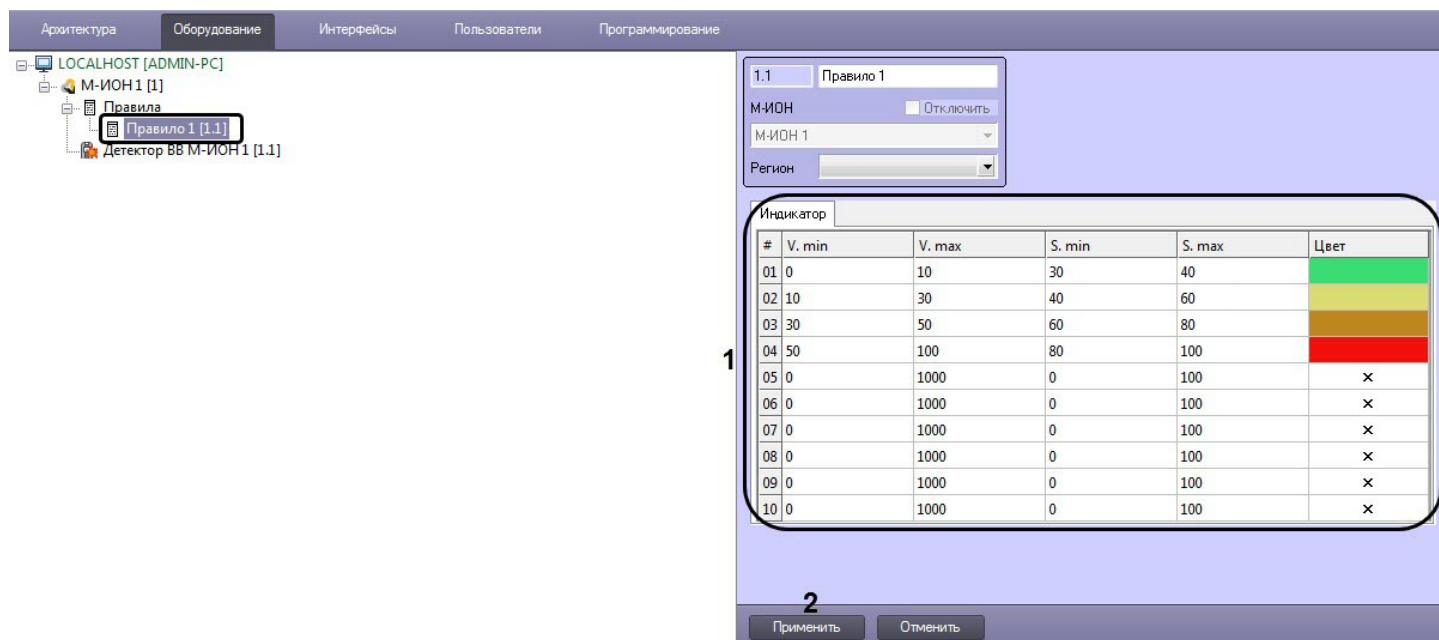 Архитектура Оборудование Интерфейсы Пользователи Программирование
LOCALHOST [ADMIN-PC]
М-ИОН 1 [1]
Правила
Правило 1 [1.1]
Детектор ВВ М-ИОН 1 [1.1]
1.1 Правило 1
М-ИОН Отключить
М-ИОН 1
Регион
Индикатор
# V. min V. max S. min S. max Цвет
01 0 10 30 40
02 10 30 40 60
03 30 50 60 80
04 50 100 80 100
1
05 0 1000 0 100 ×
06 0 1000 0 100 ×
07 0 1000 0 100 ×
08 0 1000 0 100 ×
09 0 1000 0 100 ×
10 0 1000 0 100 ×
2
Применить Отменить